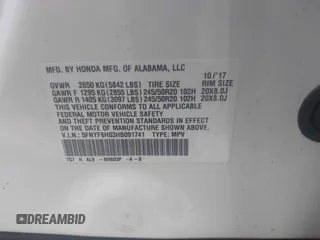 MFD. BY HONDA MFG. OF ALABAMA, LLC
10/'17
GVWR 2650 KG(5842 LBS) TIRE SIZE RIM SIZE
GAWR F 1295 KG(2855 LBS) 245/50R20 102H 20X8.0J
GAWR R 1405 KG(3097 LBS) 245/50R20 102H 20X8.0J
THIS VEHICLE CONFORMS TO ALL APPLICABLE
FEDERAL MOTOR VEHICLE SAFETY AND
THEFT PREVENTION STANDARDS IN EFFECT ON
THE DATE OF MANUFACTURE SHOWN ABOVE.
V.I.N.: 5FNYF6H03HB091741 TYPE: MPV
TG7 H AL9 -NH603P -A -B